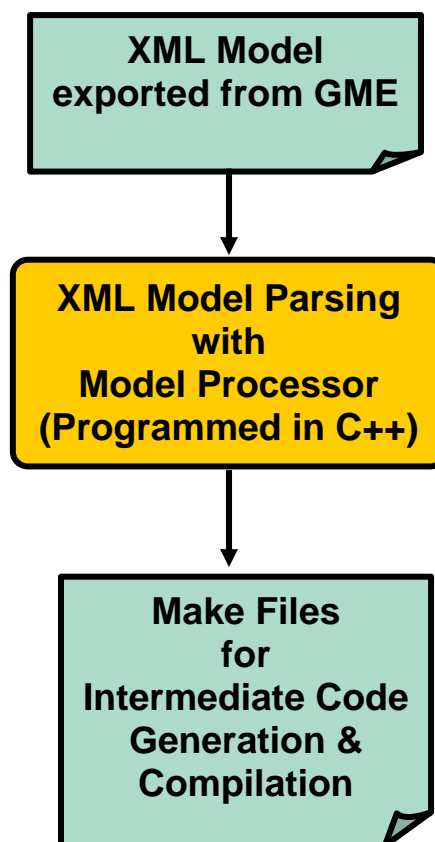 XML Model
exported from GME
XML Model Parsing
with
Model Processor
(Programmed in C++)
Make Files
for
Intermediate Code
Generation &
Compilation